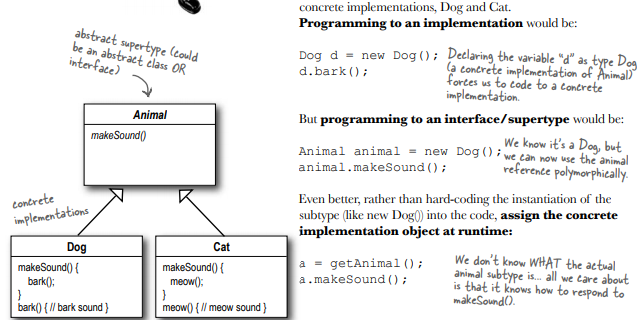 concrete implementations, Dog and Cat.
Programming to an implementation would be:
Dog d = new Dog();
d.bark();
Declaring the variable "d" as type Dog
(a concrete implementation of Animal)
forces us to code to a concrete
implementation.
But programming to an interface/supertype would be:
Animal animal = new Dog();
animal.makeSound();
We know it's a Dog, but
we can now use the animal
reference polymorphically.
Even better, rather than hard-coding the instantiation of the
subtype (like new Dog()) into the code, assign the concrete
implementation object at runtime:
a = getAnimal();
a.makeSound();
We don't know WHAT the actual
animal subtype is... all we care about
is that it knows how to respond to
makeSound().
abstract supertype (could
be an abstract class OR
interface)
Animal
makeSound()
concrete
implementations
Dog
makeSound() {
bark();
}
bark() { // bark sound }
Cat
makeSound() {
meow();
}
meow() { // meow sound }